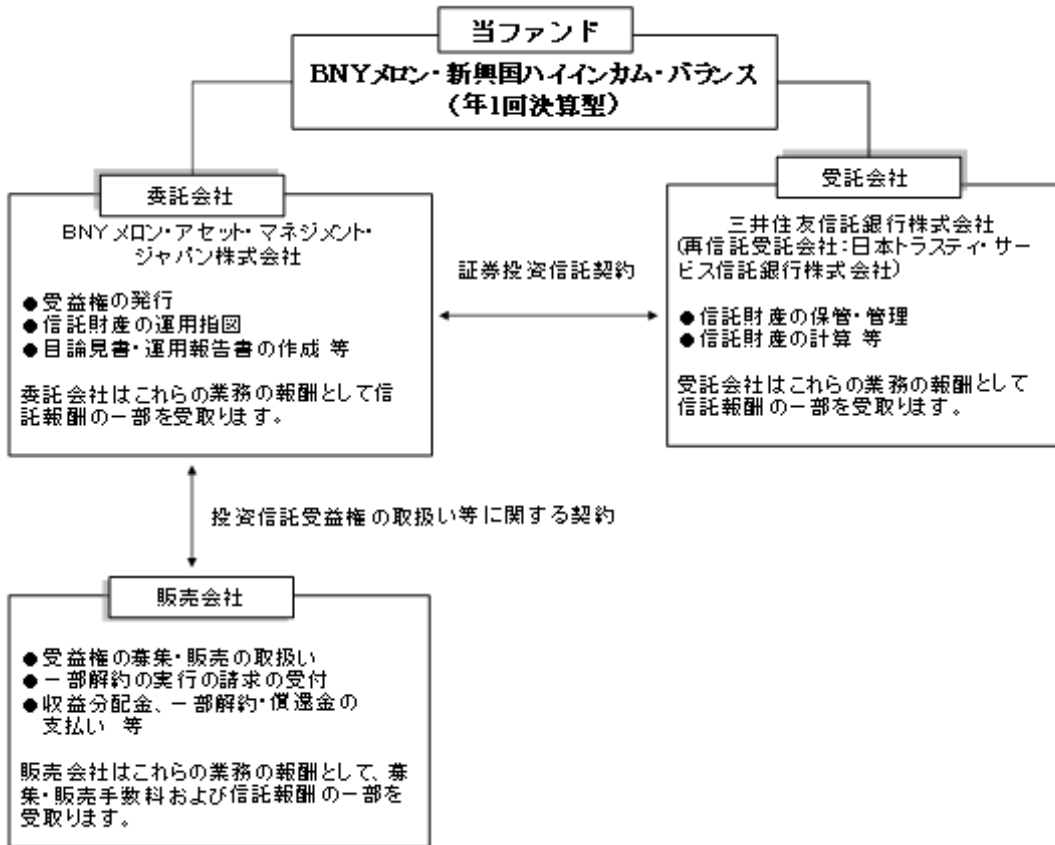 当ファンド
BNYメロン・新興国ハイインカム・バランス
(年1回決算型)
委託会社
BNYメロン・アセット・マネジメント・
ジャパン株式会社
●受益権の発行
●信託財産の運用指図
●目論見書・運用報告書の作成 等
委託会社はこれらの業務の報酬として信
託報酬の一部を受取ります。
証券投資信託契約
受託会社
三井住友信託銀行株式会社
(再信託受託会社:日本トラスティ・サー
ビス信託銀行株式会社)
●信託財産の保管・管理
●信託財産の計算 等
受託会社はこれらの業務の報酬として
信託報酬の一部を受取ります。
投資信託受益権の取扱い等に関する契約
販売会社
●受益権の募集・販売の取扱い
●一部解約の実行の請求の受付
●収益分配金、一部解約・償還金の
支払い 等
販売会社はこれらの業務の報酬として、募
集・販売手数料および信託報酬の一部を
受取ります。